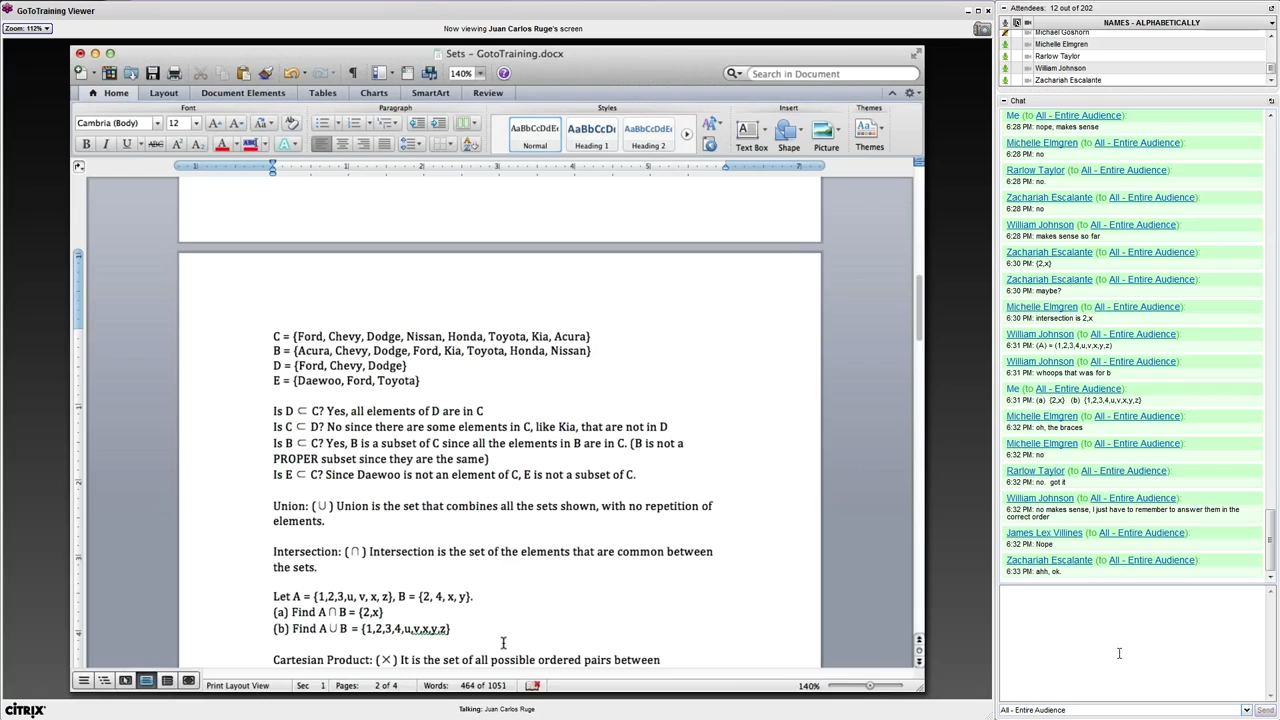 GoToTraining Viewer
Zoom: 112%
Now viewing Juan Carlos Ruge's screen
Sets - GotoTraining.docx
140%
Search in Document
Home Layout Document Elements Tables Charts SmartArt Review
Font Paragraph Styles Insert Themes
Cambria (Body) 12
AaBbCcDdEe AaBbCcDc AaBbCcDdEe
Normal Heading 1 Heading 2 Text Box Shape Picture Themes
C = {Ford, Chevy, Dodge, Nissan, Honda, Toyota, Kia, Acura}
B = {Acura, Chevy, Dodge, Ford, Kia, Toyota, Honda, Nissan}
D = {Ford, Chevy, Dodge}
E = {Daewoo, Ford, Toyota}
Is D ⊂ C? Yes, all elements of D are in C
Is C ⊂ D? No since there are some elements in C, like Kia, that are not in D
Is B ⊂ C? Yes, B is a subset of C since all the elements in B are in C. (B is not a
PROPER subset since they are the same)
Is E ⊂ C? Since Daewoo is not an element of C, E is not a subset of C.
Union: (∪) Union is the set that combines all the sets shown, with no repetition of
elements.
Intersection: (∩) Intersection is the set of the elements that are common between
the sets.
Let A = {1,2,3,u, v, x, z}, B = {2, 4, x, y}.
(a) Find A ∩ B = {2,x}
(b) Find A ∪ B = {1,2,3,4,u,v,x,y,z}
Cartesian Product: (×) It is the set of all possible ordered pairs between
Print Layout View Sec 1 Pages: 2 of 4 Words: 464 of 1051 140%
CITRIX
Talking: Juan Carlos Ruge
Attendees: 12 out of 202
NAMES - ALPHABETICALLY
Michael Goshorn
Michelle Elmgren
Rarlow Taylor
William Johnson
Zachariah Escalante
Chat
Me (to All - Entire Audience):
6:28 PM: nope, makes sense
Michelle Elmgren (to All - Entire Audience):
6:28 PM: no
Rarlow Taylor (to All - Entire Audience):
6:28 PM: no.
Zachariah Escalante (to All - Entire Audience):
6:28 PM: no
William Johnson (to All - Entire Audience):
6:28 PM: makes sense so far
Zachariah Escalante (to All - Entire Audience):
6:30 PM: {2,x}
Zachariah Escalante (to All - Entire Audience):
6:30 PM: maybe?
Michelle Elmgren (to All - Entire Audience):
6:30 PM: intersection is 2,x
William Johnson (to All - Entire Audience):
6:31 PM: (A) = (1,2,3,4,u,v,x,y,z)
William Johnson (to All - Entire Audience):
6:31 PM: whoops that was for b
Me (to All - Entire Audience):
6:31 PM: (a) {2,x} (b) {1,2,3,4,u,v,x,y,z}
Michelle Elmgren (to All - Entire Audience):
6:32 PM: oh, the braces
Michelle Elmgren (to All - Entire Audience):
6:32 PM: no
Rarlow Taylor (to All - Entire Audience):
6:32 PM: no. got it
William Johnson (to All - Entire Audience):
6:32 PM: no makes sense, I just have to remember to answer them in the
correct order
James Lex Villines (to All - Entire Audience):
6:32 PM: Nope
Zachariah Escalante (to All - Entire Audience):
6:33 PM: ahh, ok.
All - Entire Audience
Send